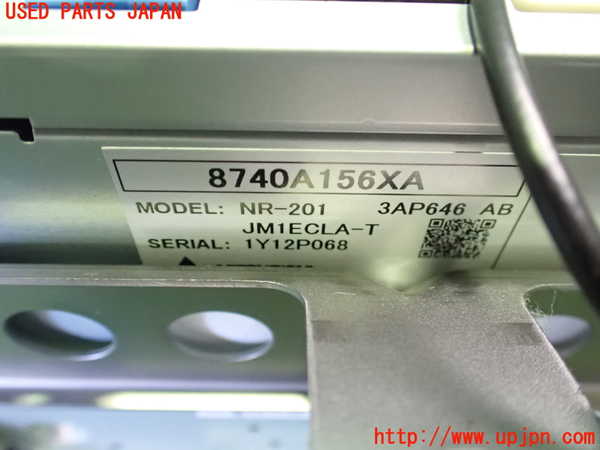 USED PARTS JAPAN
8740A156XA
MODEL: NR-201 3AP646 AB
JM1ECLA-T
SERIAL: 1Y12P068
http://www.upjpn.com/